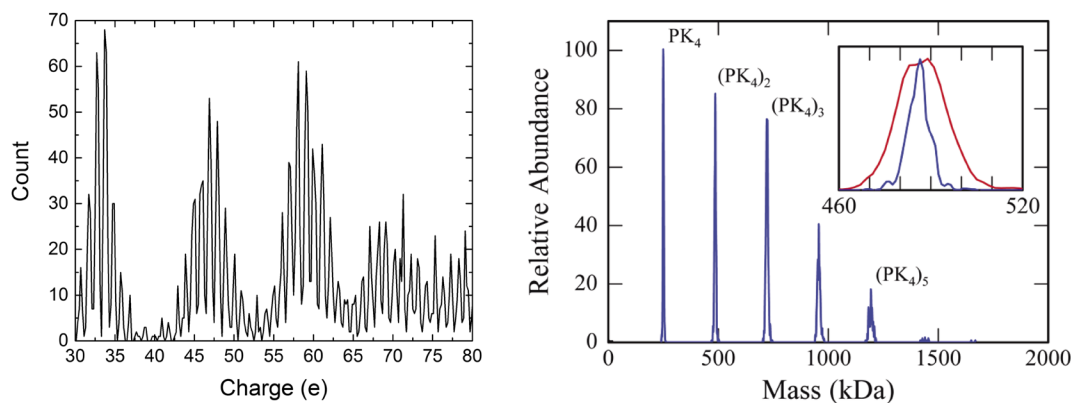 70
60
50
40
30
20
10
0
Count
30 35 40 45 50 55 60 65 70 75 80
Charge (e)
100
80
60
40
20
0
Relative Abundance
PK₄
(PK₄)₂
(PK₄)₃
(PK₄)₅
460 520
0 500 1000 1500 2000
Mass (kDa)